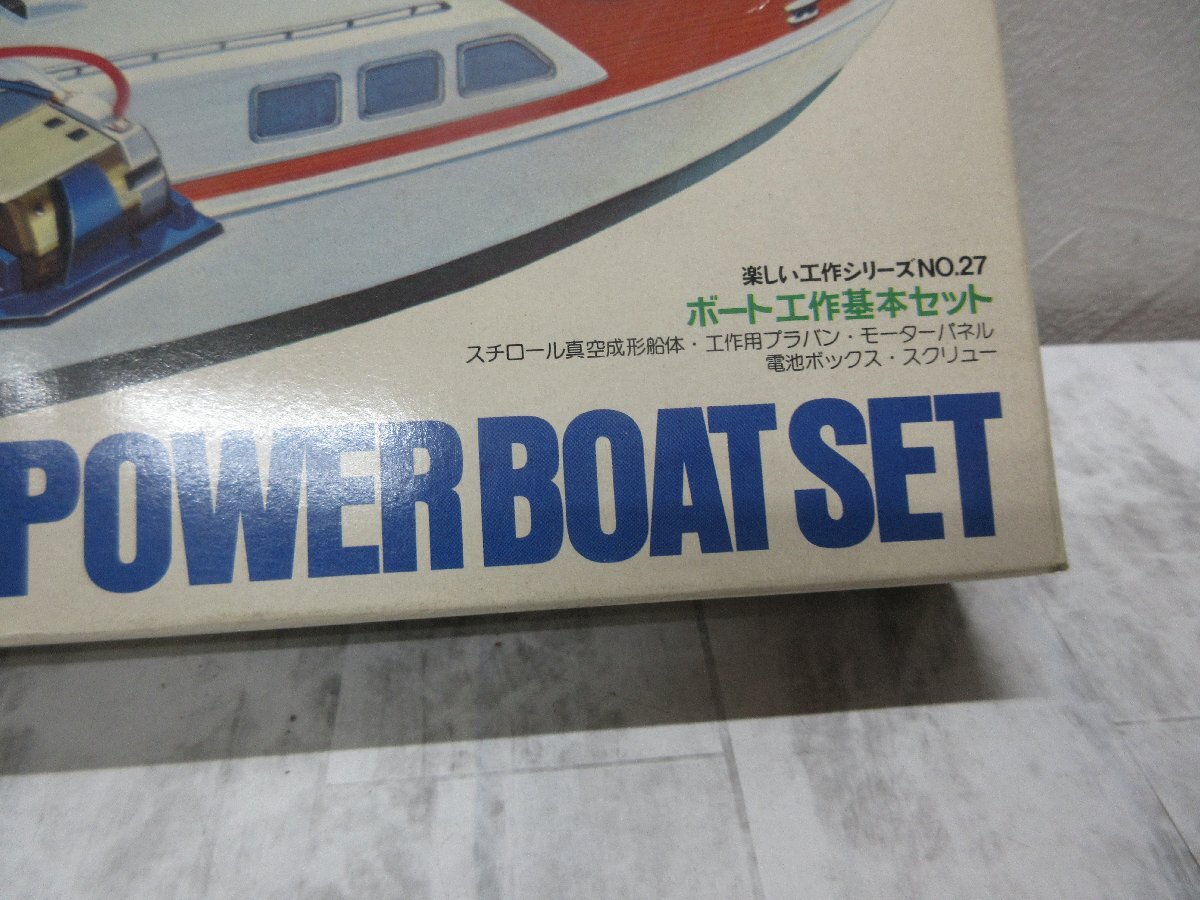 楽しい工作シリーズNO.27
ボート工作基本セット
スチロール真空成形船体・工作用プラバン・モーターパネル
電池ボックス・スクリュー
POWER BOAT SET